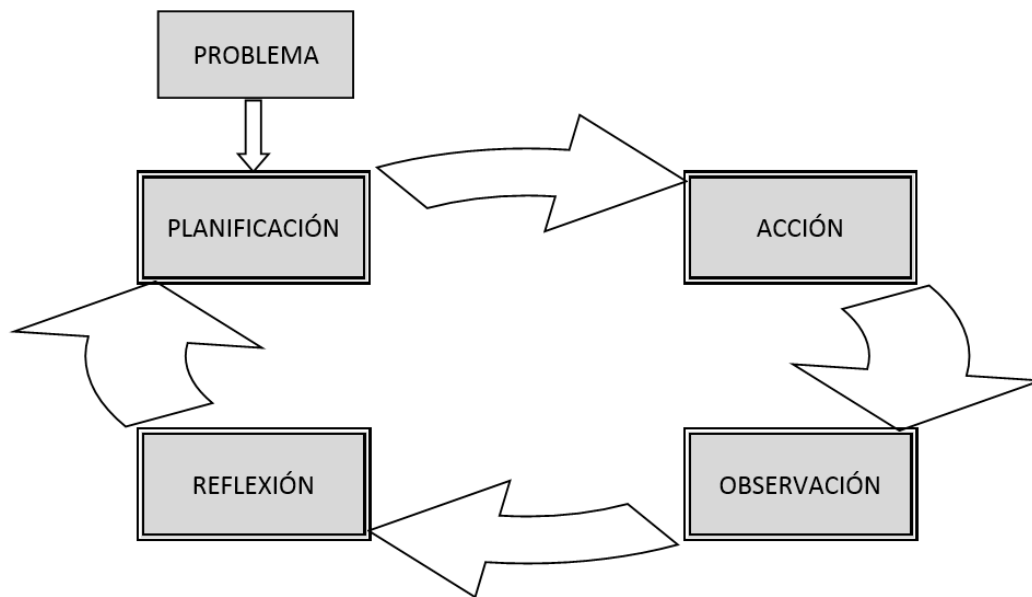 PROBLEMA
PLANIFICACIÓN
ACCIÓN
REFLEXIÓN
OBSERVACIÓN